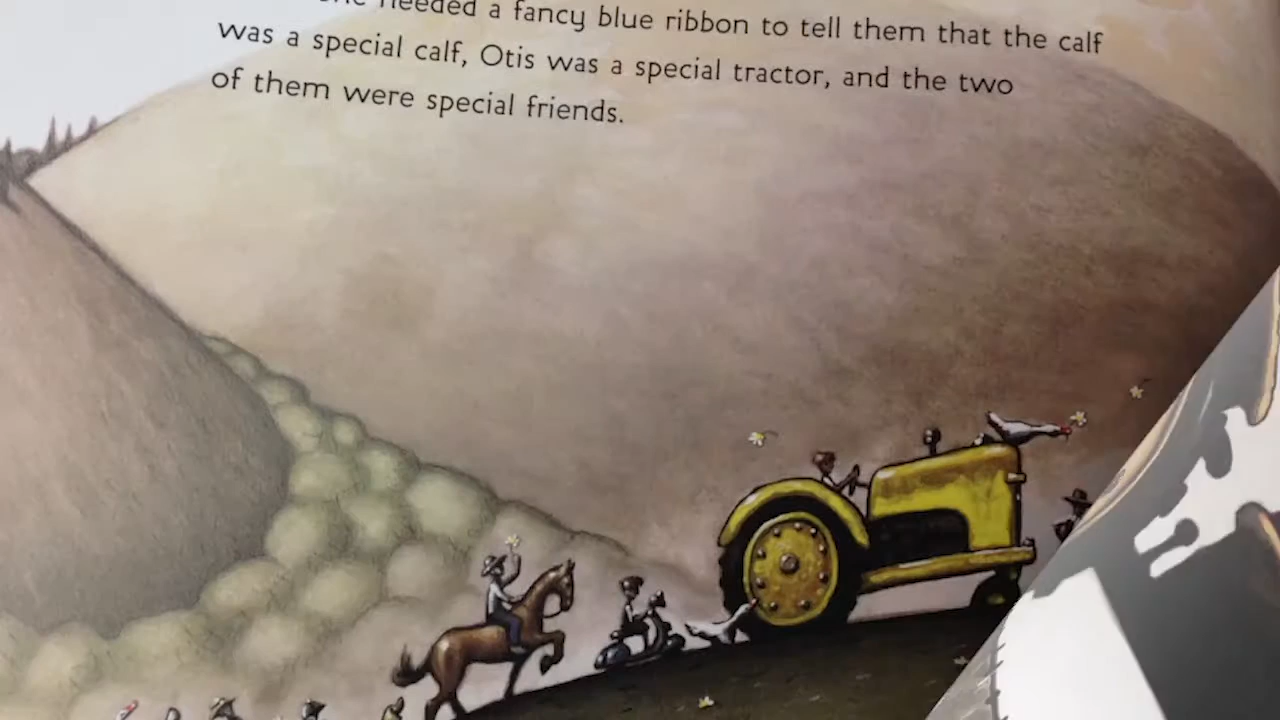 needed a fancy blue ribbon to tell them that the calf
was a special calf, Otis was a special tractor, and the two
of them were special friends.